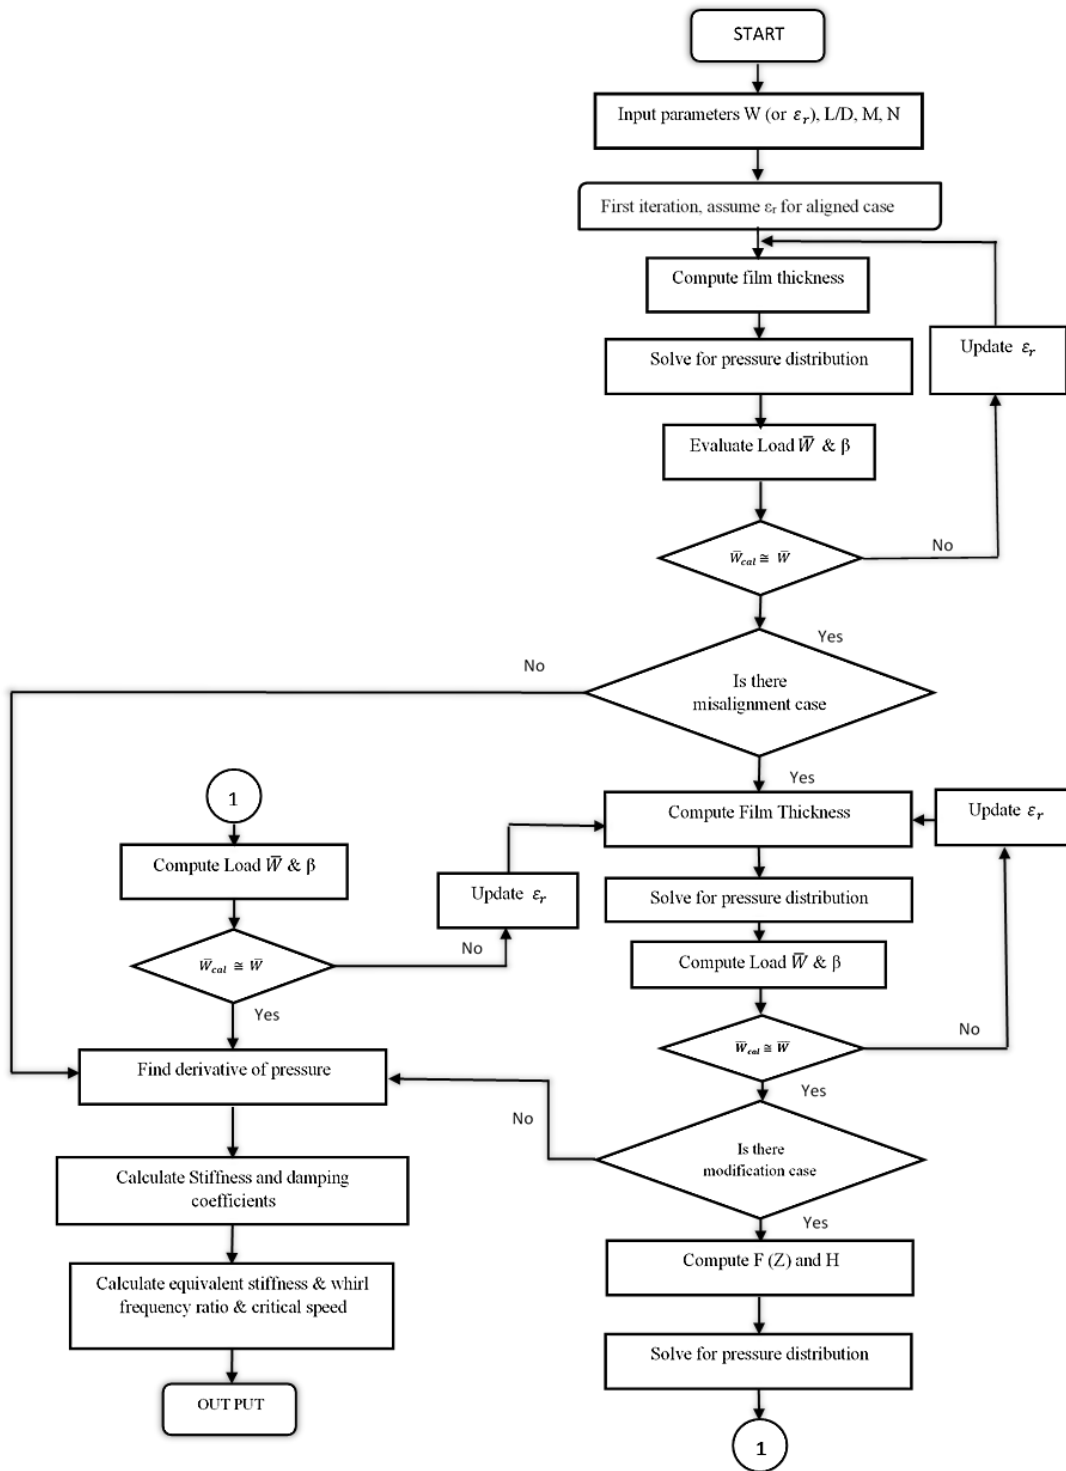 START
Input parameters W (or εᵣ), L/D, M, N
First iteration, assume εᵣ for aligned case
Compute film thickness
Update εᵣ
Solve for pressure distribution
Evaluate Load W̅ & β
No
W̅cal ≅ W̅
Yes
No
Is there
misalignment case
Yes
1
Compute Film Thickness
Update εᵣ
Compute Load W̅ & β
Update εᵣ
Solve for pressure distribution
No
Compute Load W̅ & β
W̅cal ≅ W̅
Yes
No
W̅cal ≅ W̅
Find derivative of pressure
Yes
No
Is there
modification case
Calculate Stiffness and damping
coefficients
Yes
Compute F (Z) and H
Calculate equivalent stiffness & whirl
frequency ratio & critical speed
Solve for pressure distribution
OUT PUT
1